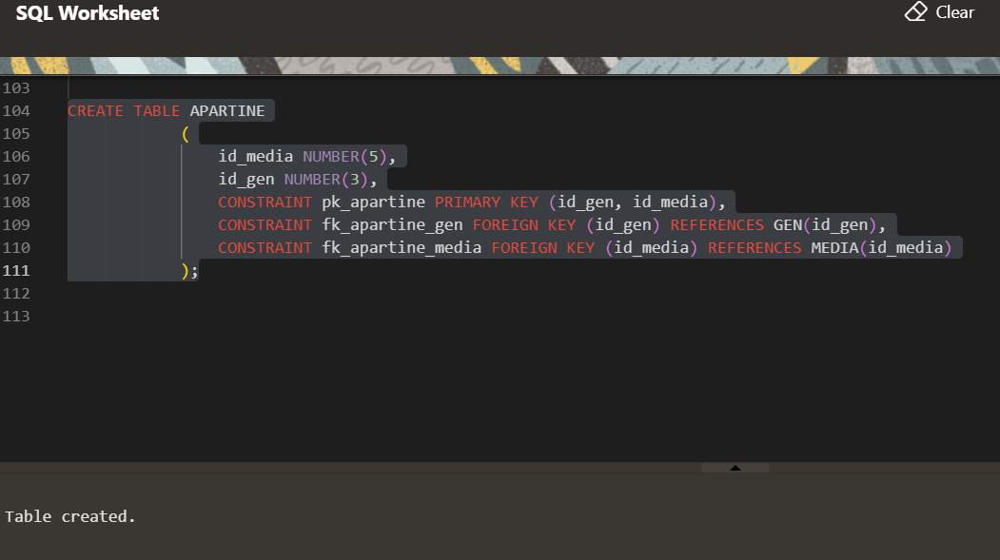 SQL Worksheet
Clear
103
104 CREATE TABLE APARTINE
105 (
106 id_media NUMBER(5),
107 id_gen NUMBER(3),
108 CONSTRAINT pk_apartine PRIMARY KEY (id_gen, id_media),
109 CONSTRAINT fk_apartine_gen FOREIGN KEY (id_gen) REFERENCES GEN(id_gen),
110 CONSTRAINT fk_apartine_media FOREIGN KEY (id_media) REFERENCES MEDIA(id_media)
111 );
112
113
Table created.